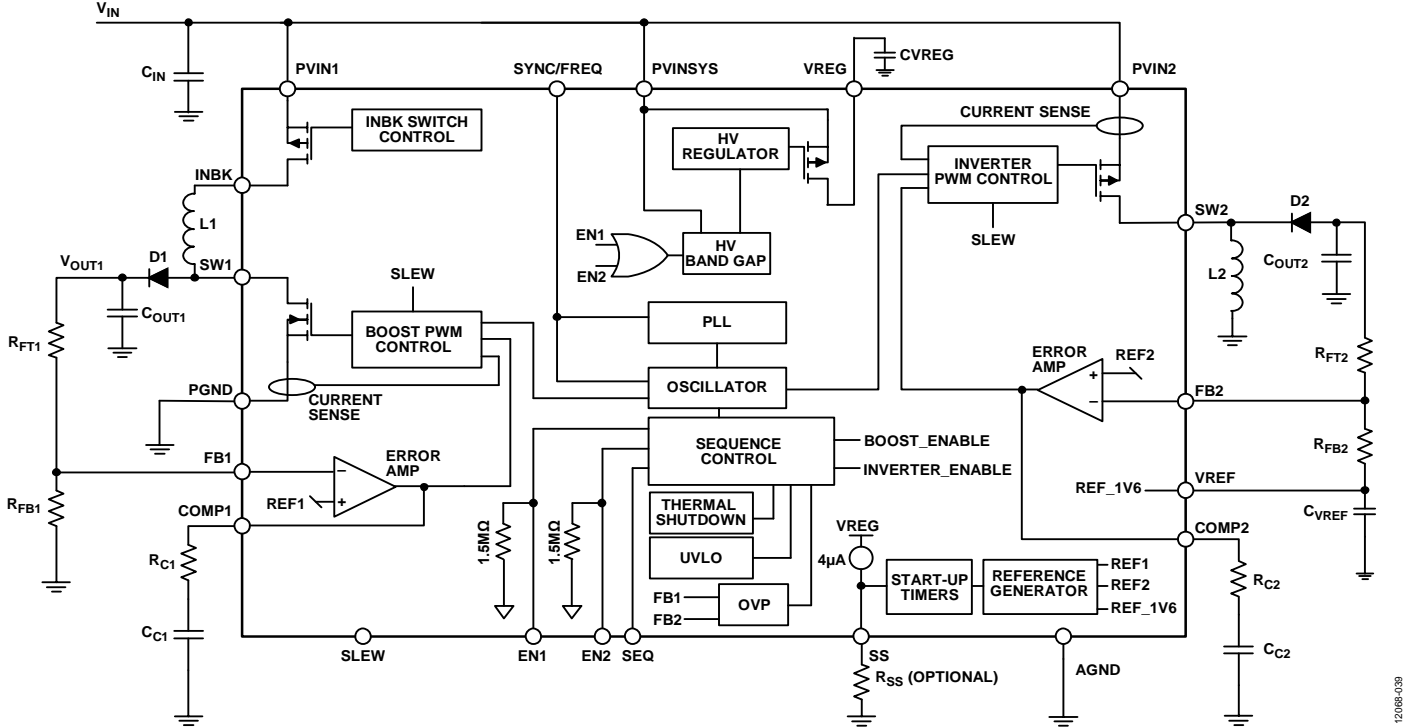 VIN
CIN
PVIN1
SYNC/FREQ
PVINSYS
VREG
CVREG
PVIN2
INBK SWITCH
CONTROL
CURRENT SENSE
HV
REGULATOR
INVERTER
PWM CONTROL
INBK
L1
SLEW
SW2
D2
EN1
EN2
HV
BAND GAP
VOUT1
D1
SW1
COUT1
SLEW
L2
COUT2
RFT1
BOOST PWM
CONTROL
PLL
OSCILLATOR
ERROR
AMP
REF2
+
−
RFT2
FB2
PGND
CURRENT
SENSE
SEQUENCE
CONTROL
BOOST_ENABLE
INVERTER_ENABLE
RFB2
FB1
−
+
ERROR
AMP
REF1
RFB1
COMP1
REF_1V6
VREF
CVREF
THERMAL
SHUTDOWN
COMP2
RC1
1.5MΩ
1.5MΩ
UVLO
VREG
4µA
START-UP
TIMERS
REFERENCE
GENERATOR
REF1
REF2
REF_1V6
RC2
FB1
FB2
OVP
CC1
SLEW
EN1
EN2
SEQ
SS
AGND
RSS (OPTIONAL)
CC2
12068-039